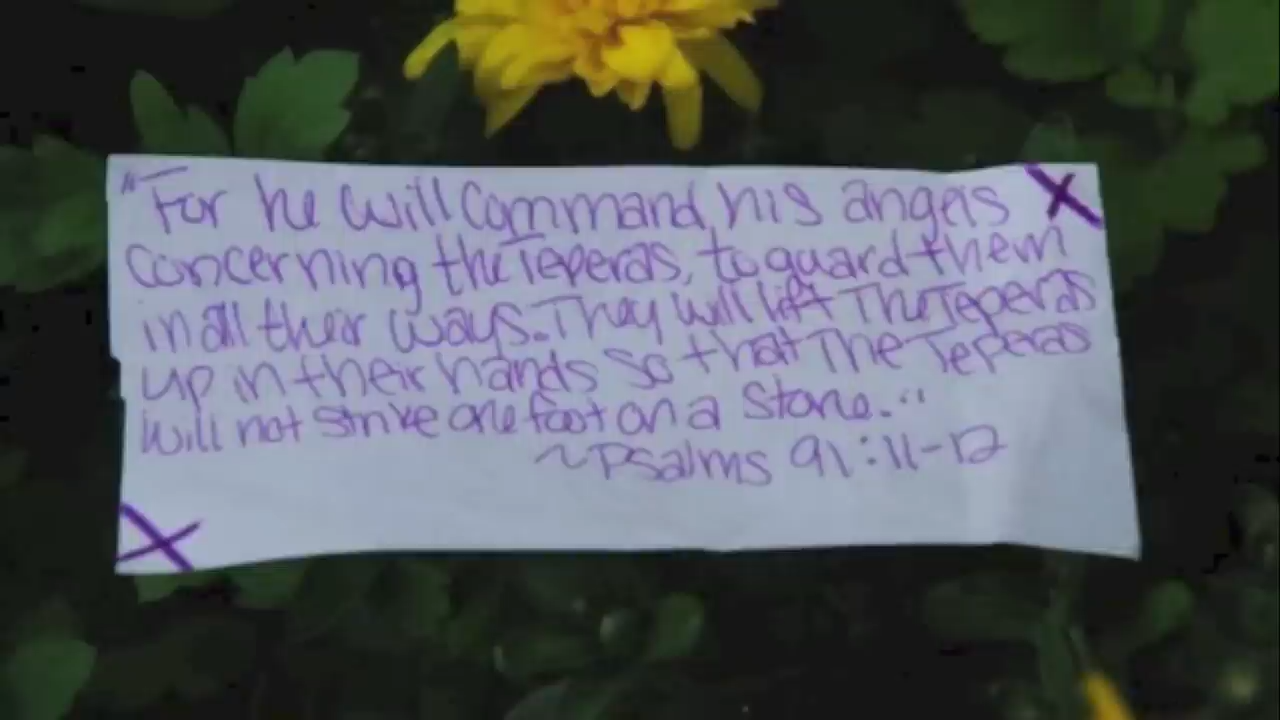 "For he will Command his angels
concerning the Teperas, to guard them
in all their ways. They will lift The Teperas
up in their hands so that The Teperas
will not strike one foot on a Stone."
~Psalms 91:11-12